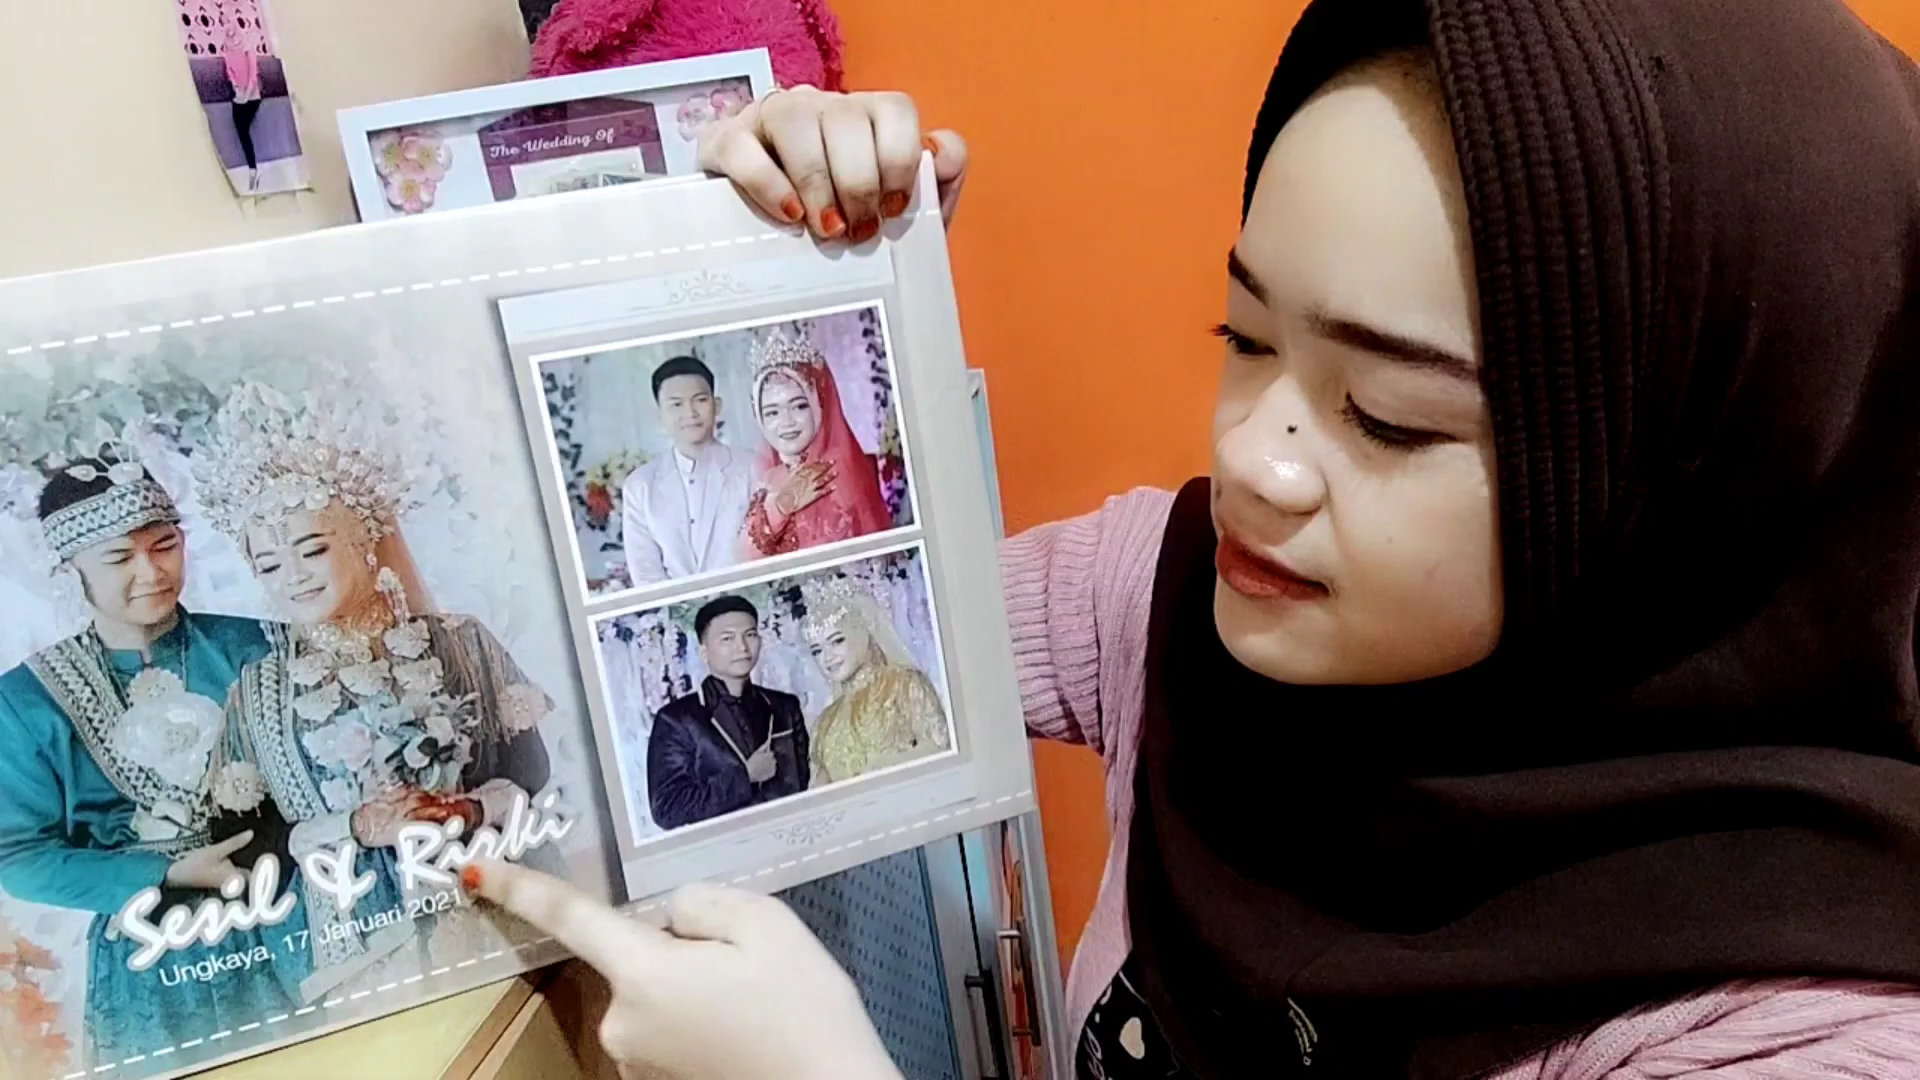 The Wedding Of
Sesil & Rizki
Ungkaya, 17 Januari 2021